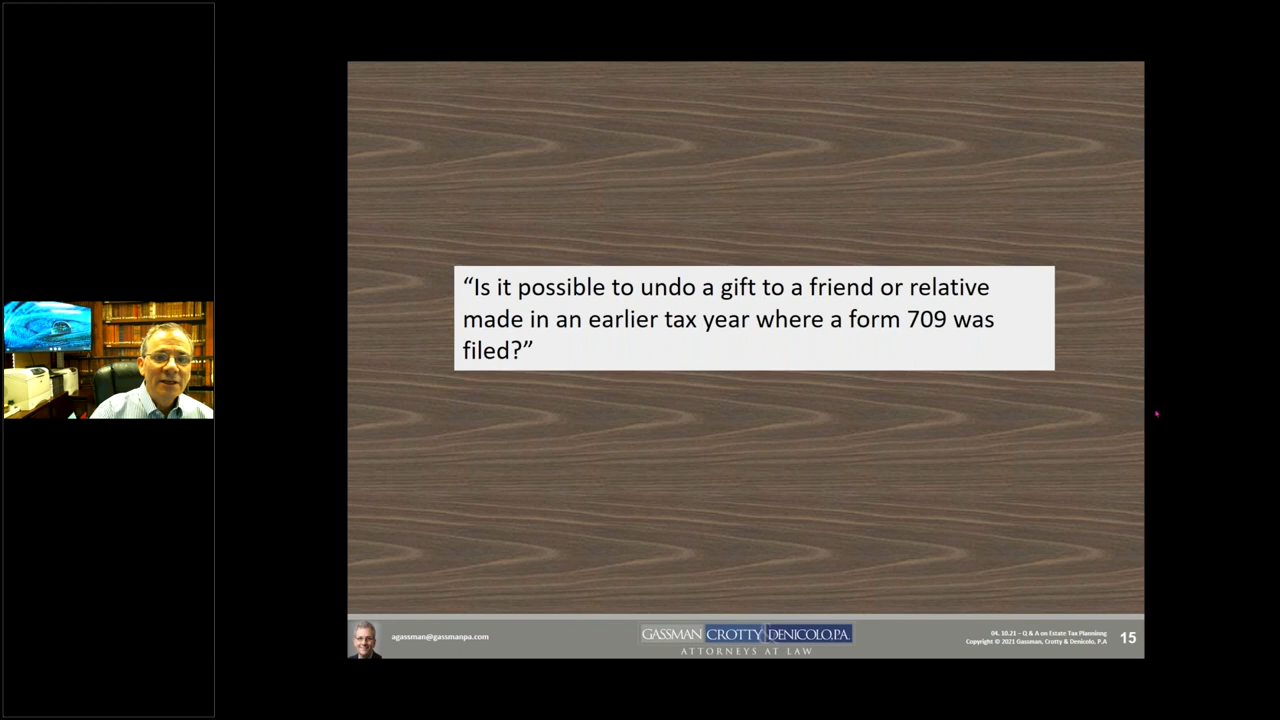 “Is it possible to undo a gift to a friend or relative
made in an earlier tax year where a form 709 was
filed?”
agassman@gassmanpa.com
GASSMAN CROTTY DENICOLO, P.A.
ATTORNEYS AT LAW
04. 10.21 – Q & A on Estate Tax Plannieng
Copyright © 2021 Gassman, Crotty & Denicolo, P.A
15